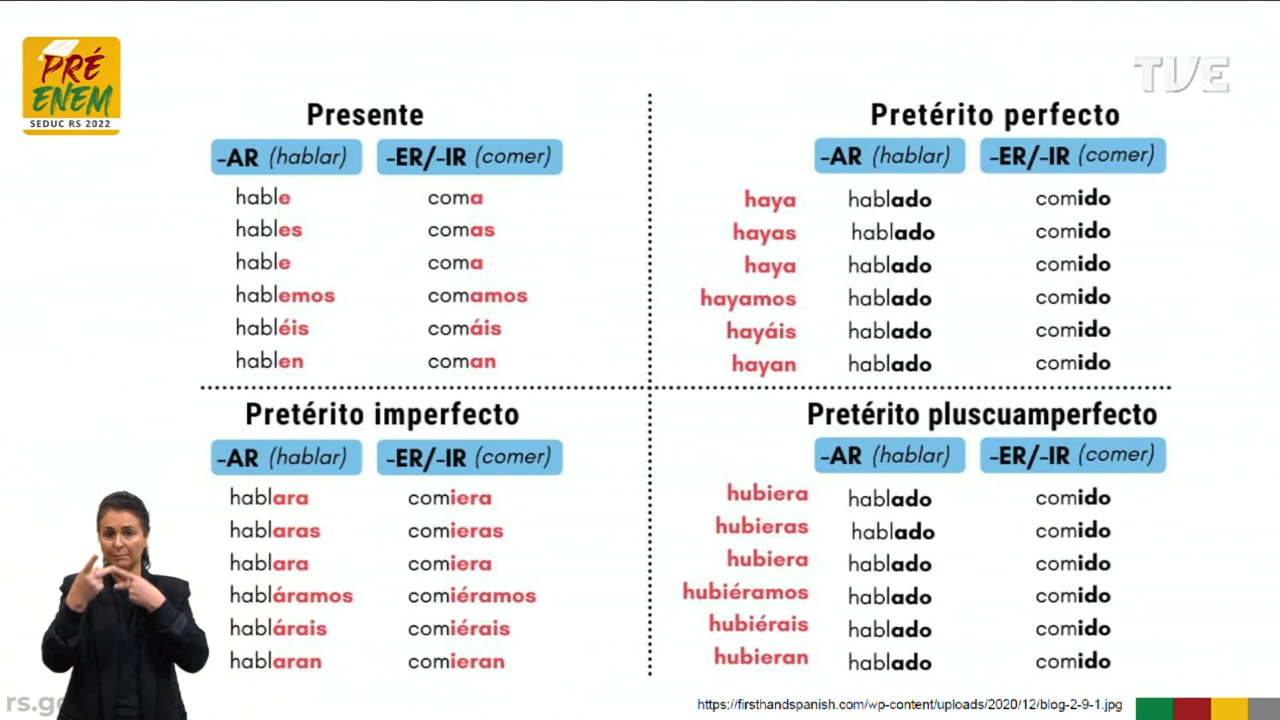 PRÉ
ENEM
SEDUC RS 2022
TVE
Presente
-AR (hablar) -ER/-IR (comer)
hable coma
hables comas
hable coma
hablemos comamos
habléis comáis
hablen coman
Pretérito perfecto
-AR (hablar) -ER/-IR (comer)
haya hablado comido
hayas hablado comido
haya hablado comido
hayamos hablado comido
hayáis hablado comido
hayan hablado comido
Pretérito imperfecto
-AR (hablar) -ER/-IR (comer)
hablara comiera
hablaras comieras
hablara comiera
habláramos comiéramos
hablárais comiérais
hablaran comieran
Pretérito pluscuamperfecto
-AR (hablar) -ER/-IR (comer)
hubiera hablado comido
hubieras hablado comido
hubiera hablado comido
hubiéramos hablado comido
hubiérais hablado comido
hubieran hablado comido
https://firsthandspanish.com/wp-content/uploads/2020/12/blog-2-9-1.jpg